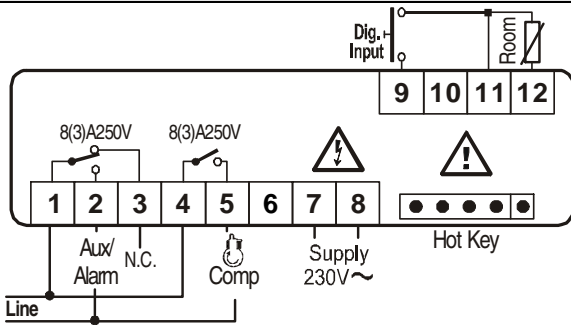 Dig.
Input
Room
9 10 11 12
8(3)A250V 8(3)A250V
1 2 3 4 5 6 7 8
Aux/
Alarm
N.C.
Comp
Supply
230V~
Hot Key
Line